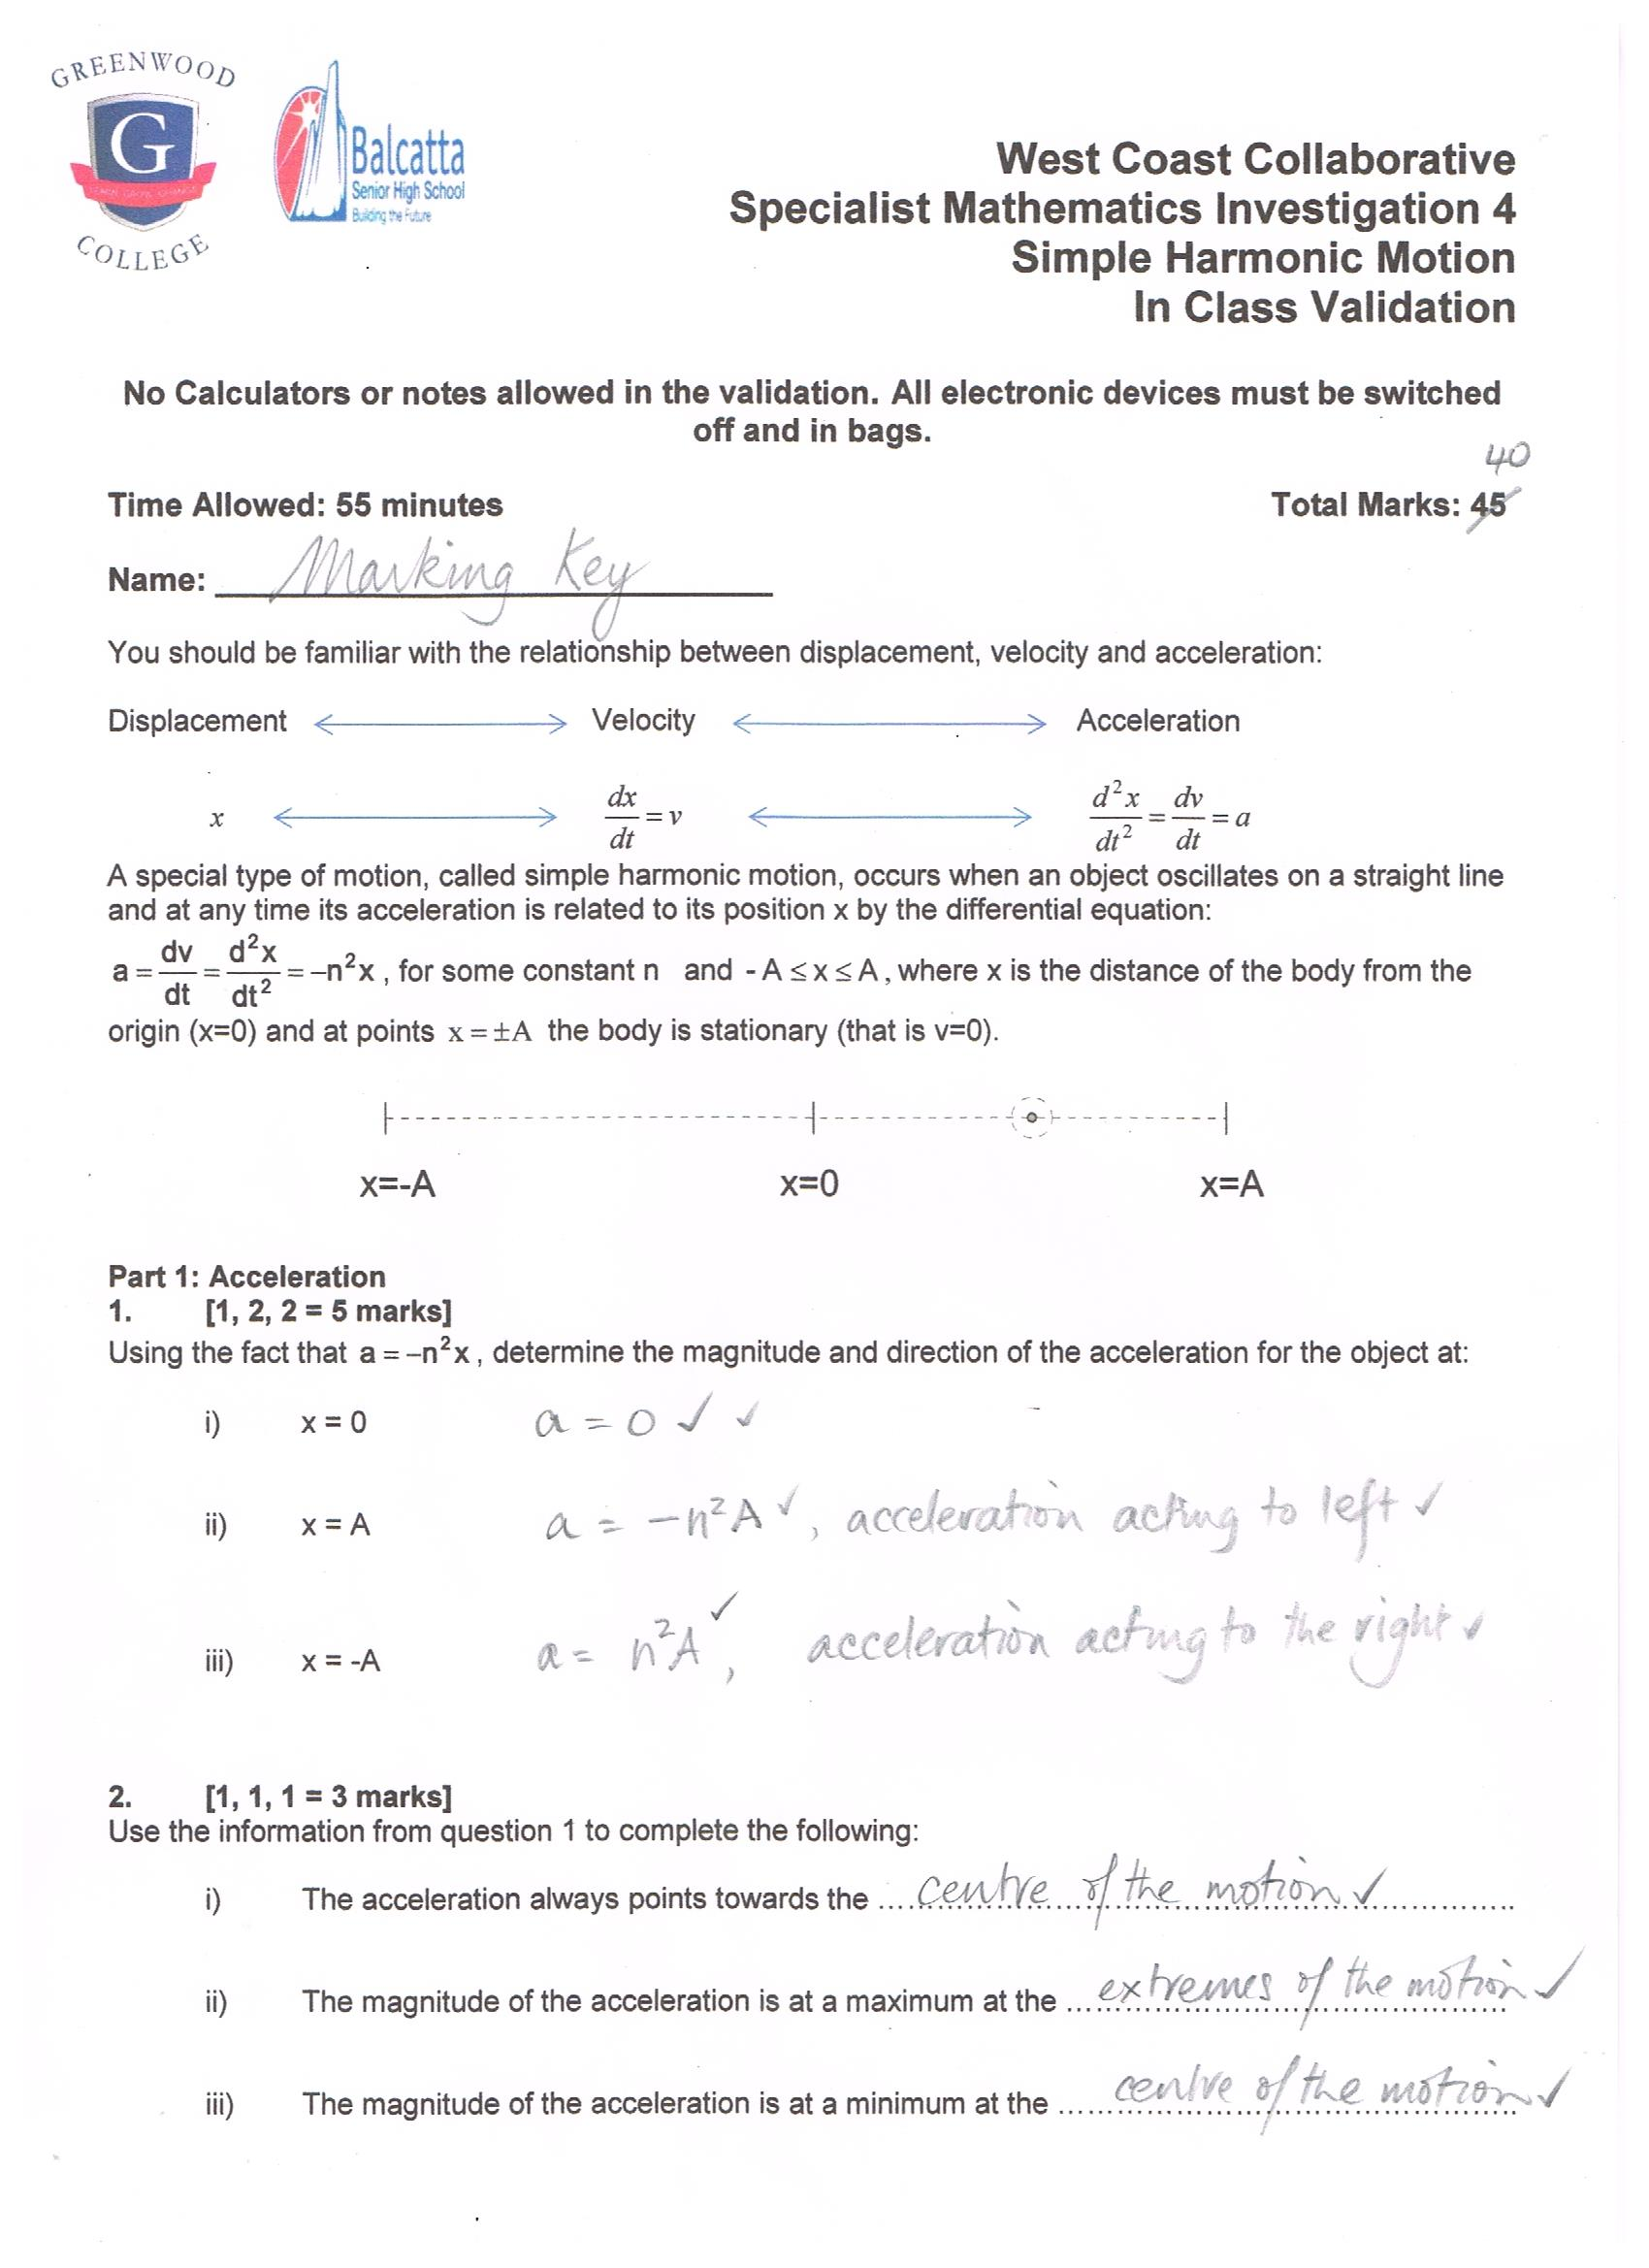 GREENWOOD
G
COLLEGE
Balcatta
Senior High School
Building the Future
West Coast Collaborative
Specialist Mathematics Investigation 4
Simple Harmonic Motion
In Class Validation
No Calculators or notes allowed in the validation. All electronic devices must be switched
off and in bags.
40
Time Allowed: 55 minutes Total Marks: 45
Name: Marking Key
You should be familiar with the relationship between displacement, velocity and acceleration:
Displacement ⟷ Velocity ⟷ Acceleration
x ⟷ dx/dt = v ⟷ d²x/dt² = dv/dt = a
A special type of motion, called simple harmonic motion, occurs when an object oscillates on a straight line
and at any time its acceleration is related to its position x by the differential equation:
a = dv/dt = d²x/dt² = –n²x , for some constant n and - A ≤ x ≤ A, where x is the distance of the body from the
origin (x=0) and at points x = ±A the body is stationary (that is v=0).
x=-A x=0 x=A
Part 1: Acceleration
1. [1, 2, 2 = 5 marks]
Using the fact that a = –n²x , determine the magnitude and direction of the acceleration for the object at:
i) x = 0 a = 0 ✓ ✓
ii) x = A a = -n²A ✓, acceleration acting to left ✓
iii) x = -A a = n²A ✓, acceleration acting to the right ✓
2. [1, 1, 1 = 3 marks]
Use the information from question 1 to complete the following:
i) The acceleration always points towards the .... centre of the motion ✓
ii) The magnitude of the acceleration is at a maximum at the ... extremes of the motion ✓
iii) The magnitude of the acceleration is at a minimum at the ... centre of the motion ✓